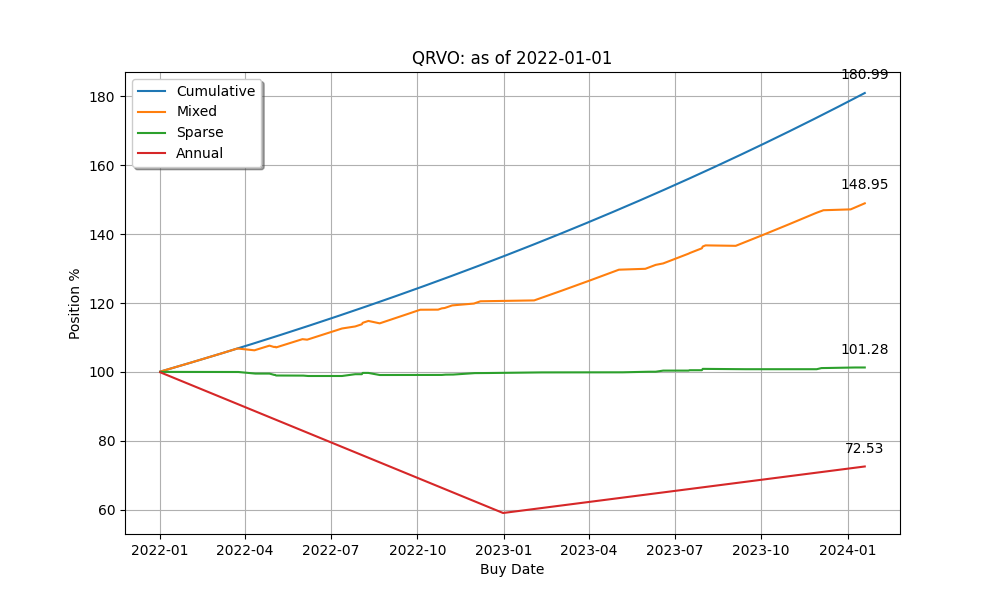 QRVO: as of 2022-01-01
180.99
Cumulative
Mixed
Sparse
Annual
148.95
101.28
72.53
180
160
140
120
100
80
60
Position %
2022-01 2022-04 2022-07 2022-10 2023-01 2023-04 2023-07 2023-10 2024-01
Buy Date